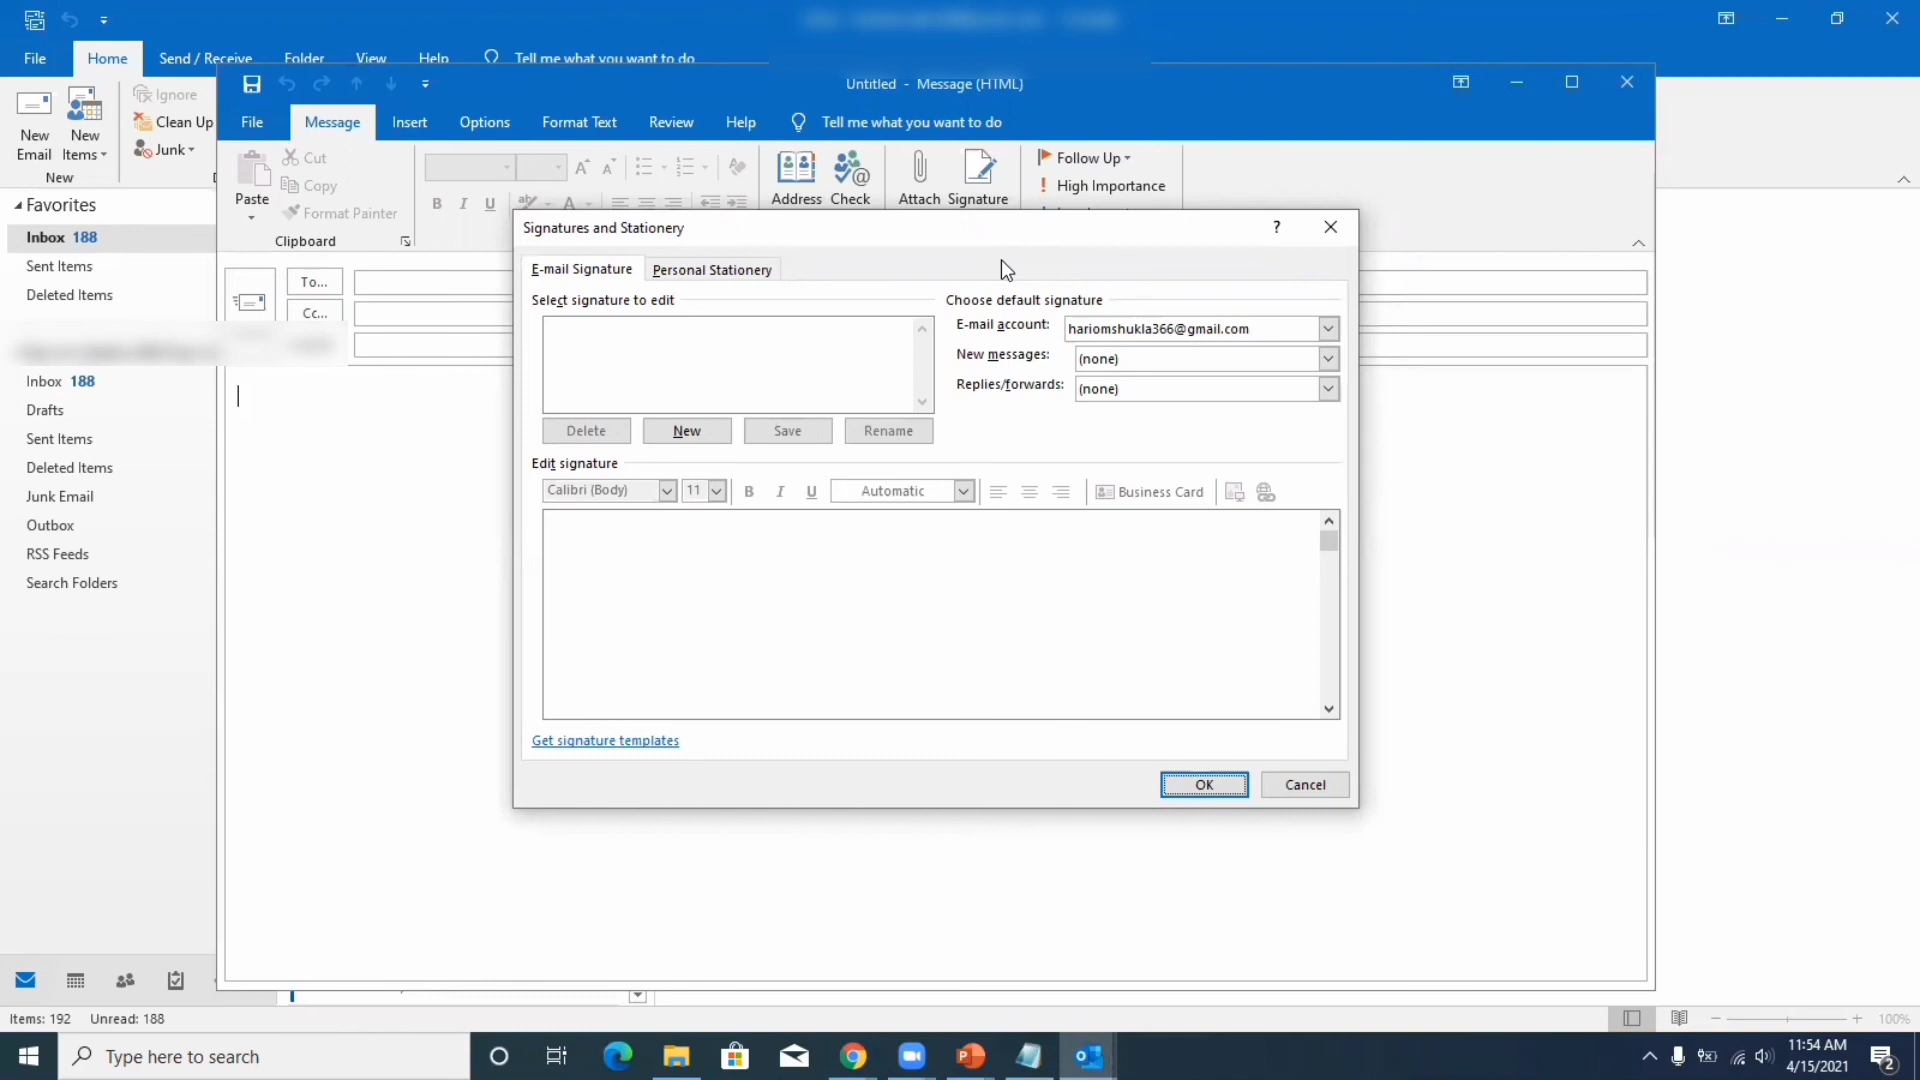 File
Home
Send / Receive
Folder
View
Help
Tell me what you want to do
New
Email
New
Items
Ignore
Clean Up
Junk
New
Untitled - Message (HTML)
File
Message
Insert
Options
Format Text
Review
Help
Tell me what you want to do
Paste
Cut
Copy
Format Painter
Clipboard
B I U
Address
Check
Attach
Signature
Follow Up
High Importance
Favorites
Inbox 188
Sent Items
Deleted Items
Inbox 188
Drafts
Sent Items
Deleted Items
Junk Email
Outbox
RSS Feeds
Search Folders
To...
Cc...
Signatures and Stationery
?
E-mail Signature
Personal Stationery
Select signature to edit
Delete
New
Save
Rename
Choose default signature
E-mail account: hariomshukla366@gmail.com
New messages: (none)
Replies/forwards: (none)
Edit signature
Calibri (Body) 11 B I U Automatic Business Card
Get signature templates
OK
Cancel
Items: 192 Unread: 188
100%
Type here to search
11:54 AM
4/15/2021
2